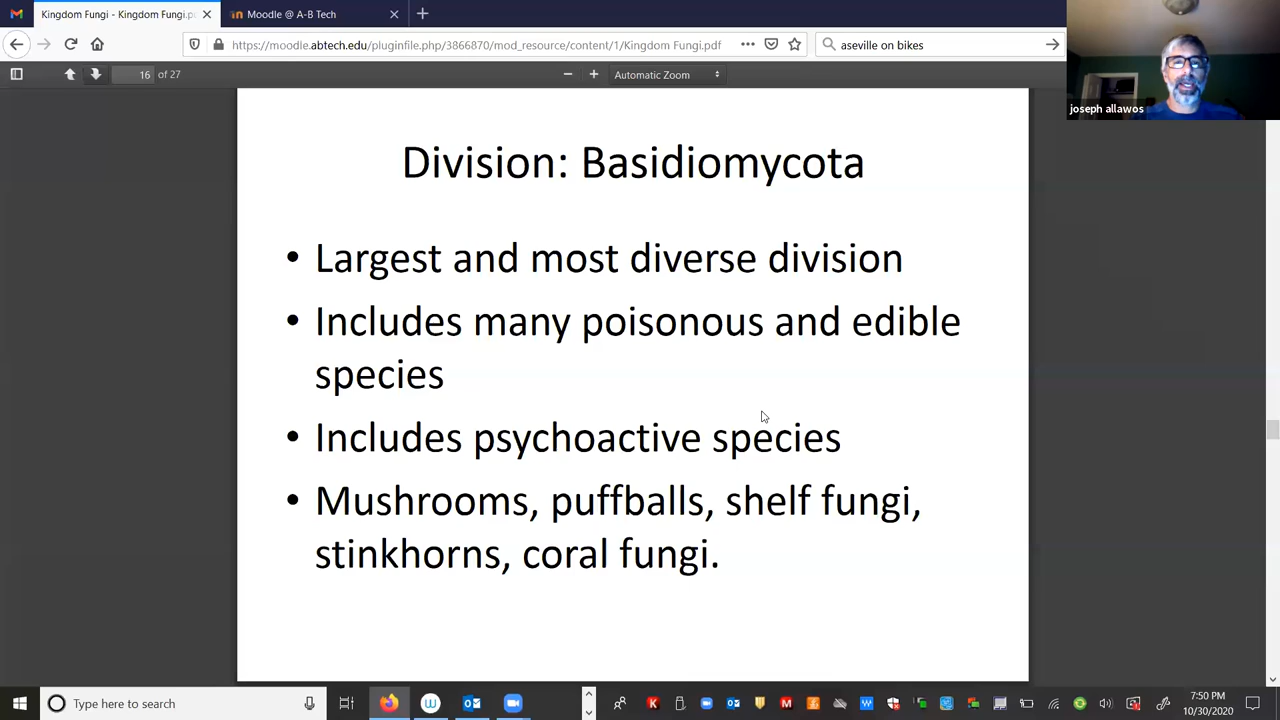 Kingdom Fungi - Kingdom Fungi.p
Moodle @ A-B Tech
https://moodle.abtech.edu/pluginfile.php/3866870/mod_resource/content/1/Kingdom Fungi.pdf
aseville on bikes
16 of 27
Automatic Zoom
joseph allawos
Division: Basidiomycota
• Largest and most diverse division
• Includes many poisonous and edible
species
• Includes psychoactive species
• Mushrooms, puffballs, shelf fungi,
stinkhorns, coral fungi.
Type here to search
7:50 PM
10/30/2020